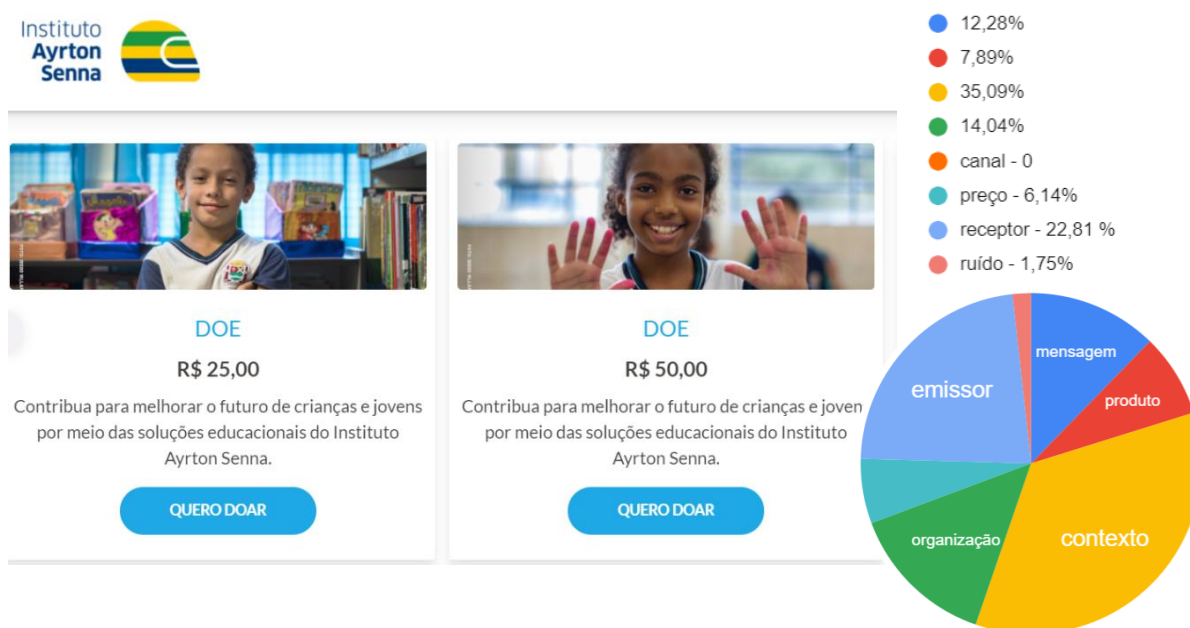 Instituto
Ayrton
Senna
DOE
R$ 25,00
Contribua para melhorar o futuro de crianças e jovens
por meio das soluções educacionais do Instituto
Ayrton Senna.
QUERO DOAR
DOE
R$ 50,00
Contribua para melhorar o futuro de crianças e joven
por meio das soluções educacionais do Instituto
Ayrton Senna.
QUERO DOAR
12,28%
7,89%
35,09%
14,04%
canal - 0
preço - 6,14%
receptor - 22,81 %
ruído - 1,75%
mensagem
emissor
produto
organização
contexto